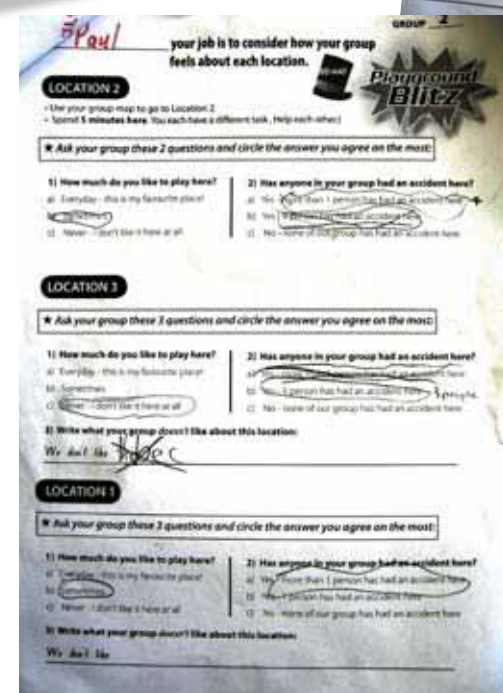 GROUP 2
Paul
your job is to consider how your group
feels about each location.
Playground
Blitz
LOCATION 2
- Use your group map to go to Location 2
- Spend 5 minutes here. You each have a different task. Help each other!
★ Ask your group these 2 questions and circle the answer you agree on the most:
1) How much do you like to play here?
a) Everyday - this is my favourite place!
b) Sometimes
c) Never - I don't like it here at all
2) Has anyone in your group had an accident here?
a) Yes - more than 1 person has had an accident here
b) Yes - 1 person has had an accident here
c) No - none of our group has had an accident here
LOCATION 3
★ Ask your group these 3 questions and circle the answer you agree on the most:
1) How much do you like to play here?
a) Everyday - this is my favourite place!
b) Sometimes
c) Never - I don't like it here at all
2) Has anyone in your group had an accident here?
a) Yes - more than 1 person has had an accident here
b) Yes - 1 person has had an accident here 3 people
c) No - none of our group has had an accident here
3) Write what your group doesn't like about this location:
We don't like
LOCATION 1
★ Ask your group these 3 questions and circle the answer you agree on the most:
1) How much do you like to play here?
a) Everyday - this is my favourite place!
b) Sometimes
c) Never - I don't like it here at all
2) Has anyone in your group had an accident here?
a) Yes - more than 1 person has had an accident here
b) Yes - 1 person has had an accident here
c) No - none of our group has had an accident here
3) Write what your group doesn't like about this location:
We don't like